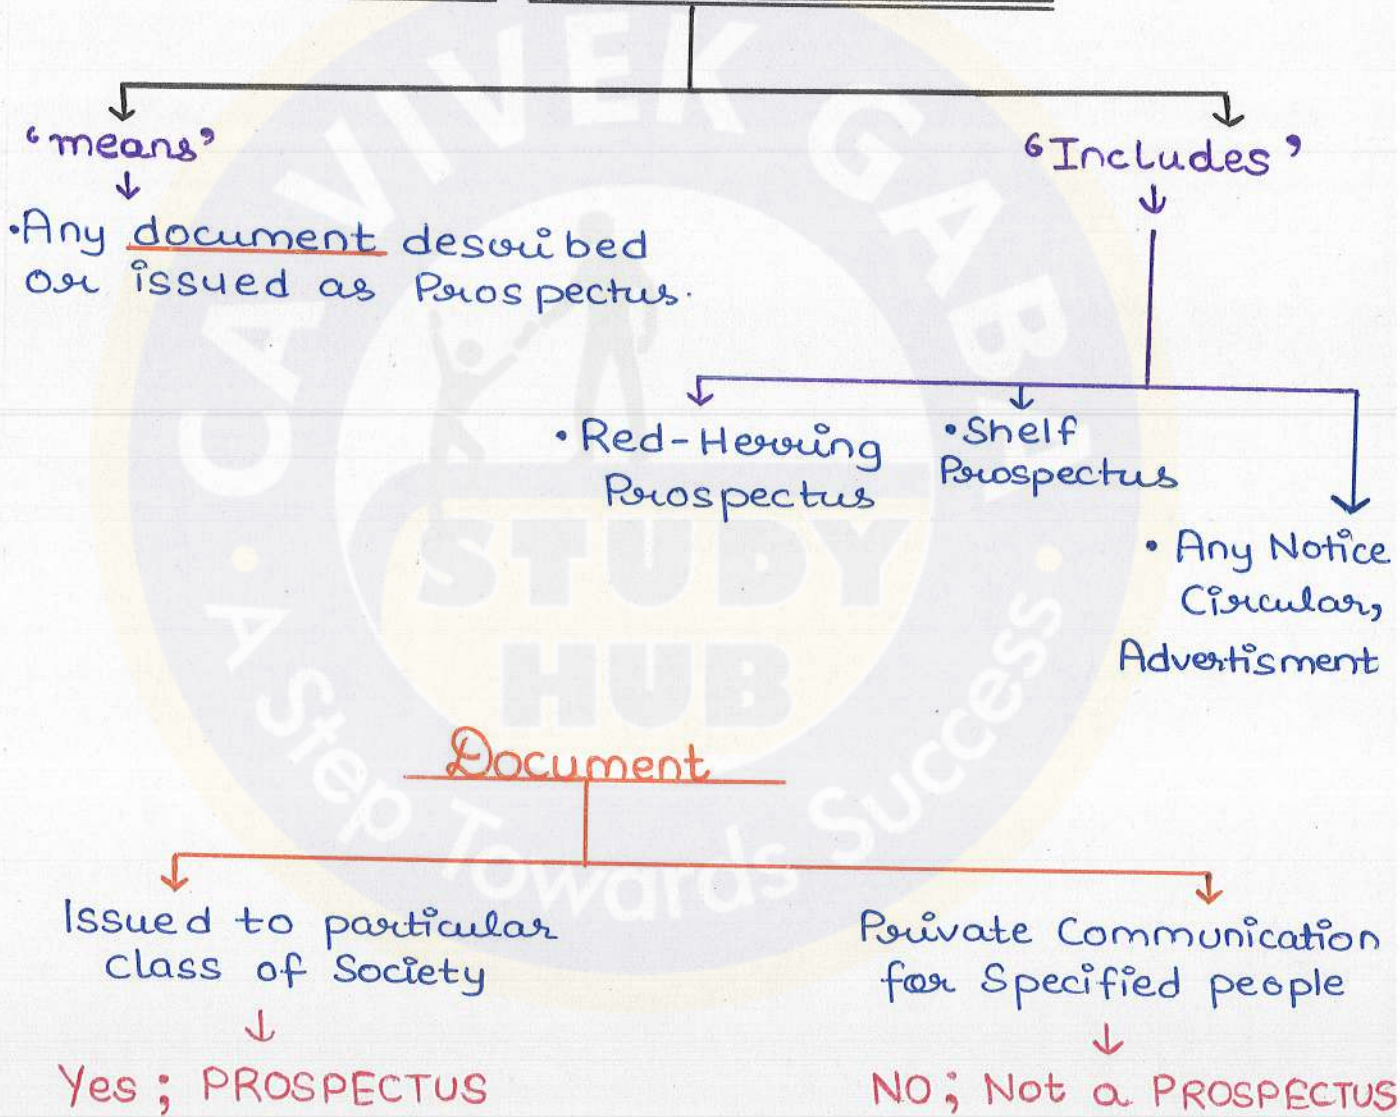 ‘means’
‘Includes’
•Any document described
or issued as Prospectus.
•Red-Herring
Prospectus
•Shelf
Prospectus
• Any Notice
Circular,
Advertisment
Document
Issued to particular
class of Society
Private Communication
for Specified people
Yes ; PROSPECTUS
NO ; Not a PROSPECTUS
CA VIVEK GABA
STUDY
HUB
A Step Towards Success